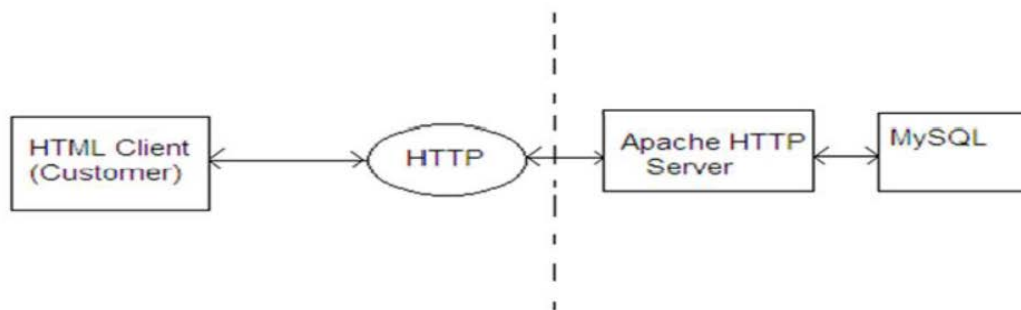 HTML Client
(Customer)
HTTP
Apache HTTP
Server
MySQL